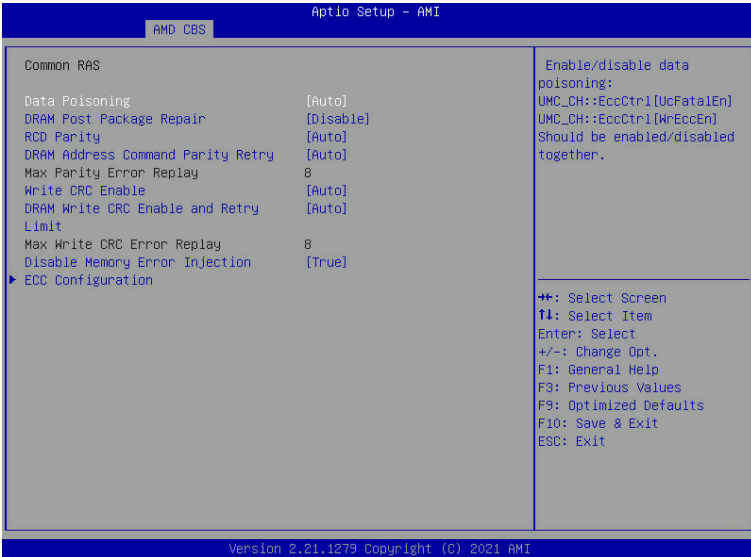 Aptio Setup – AMI
AMD CBS
Common RAS
Data Poisoning [Auto]
DRAM Post Package Repair [Disable]
RCD Parity [Auto]
DRAM Address Command Parity Retry [Auto]
Max Parity Error Replay 8
Write CRC Enable [Auto]
DRAM Write CRC Enable and Retry [Auto]
Limit
Max Write CRC Error Replay 8
Disable Memory Error Injection [True]
ECC Configuration
Enable/disable data
poisoning:
UMC_CH::EccCtrl[UcFatalEn]
UMC_CH::EccCtrl[WrEccEn]
Should be enabled/disabled
together.
→←: Select Screen
↑↓: Select Item
Enter: Select
+/-: Change Opt.
F1: General Help
F3: Previous Values
F9: Optimized Defaults
F10: Save & Exit
ESC: Exit
Version 2.21.1279 Copyright (C) 2021 AMI